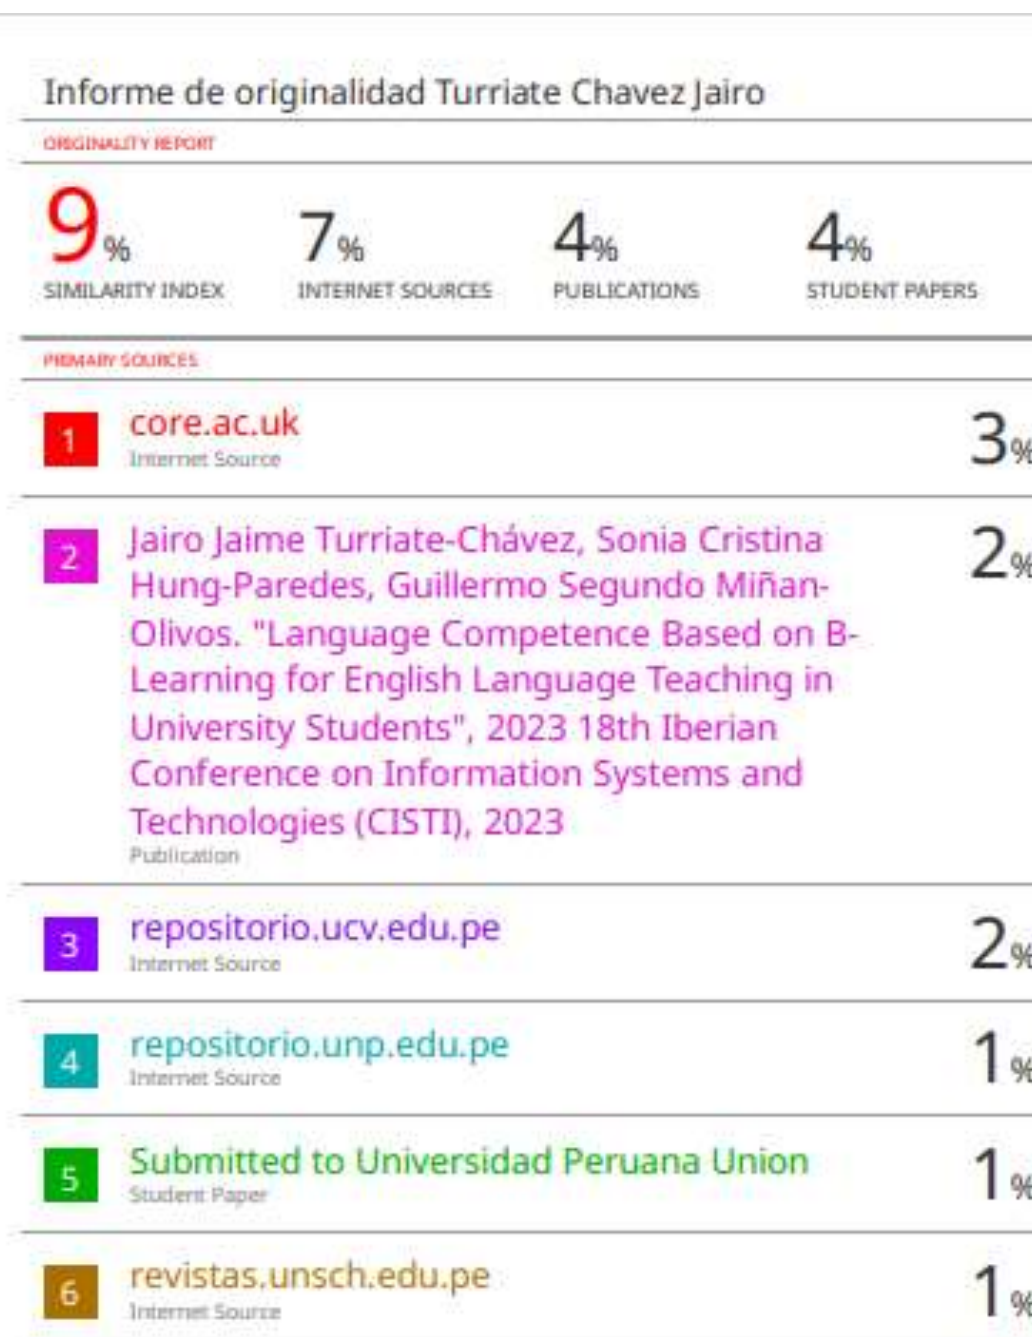 Informe de originalidad Turriate Chavez Jairo
ORIGINALITY REPORT
9%
7%
4%
4%
SIMILARITY INDEX
INTERNET SOURCES
PUBLICATIONS
STUDENT PAPERS
PRIMARY SOURCES
1
core.ac.uk
Internet Source
3%
2
Jairo Jaime Turriate-Chávez, Sonia Cristina
Hung-Paredes, Guillermo Segundo Miñan-
Olivos. "Language Competence Based on B-
Learning for English Language Teaching in
University Students", 2023 18th Iberian
Conference on Information Systems and
Technologies (CISTI), 2023
Publication
2%
3
repositorio.ucv.edu.pe
Internet Source
2%
4
repositorio.unp.edu.pe
Internet Source
1%
5
Submitted to Universidad Peruana Union
Student Paper
1%
6
revistas.unsch.edu.pe
Internet Source
1%